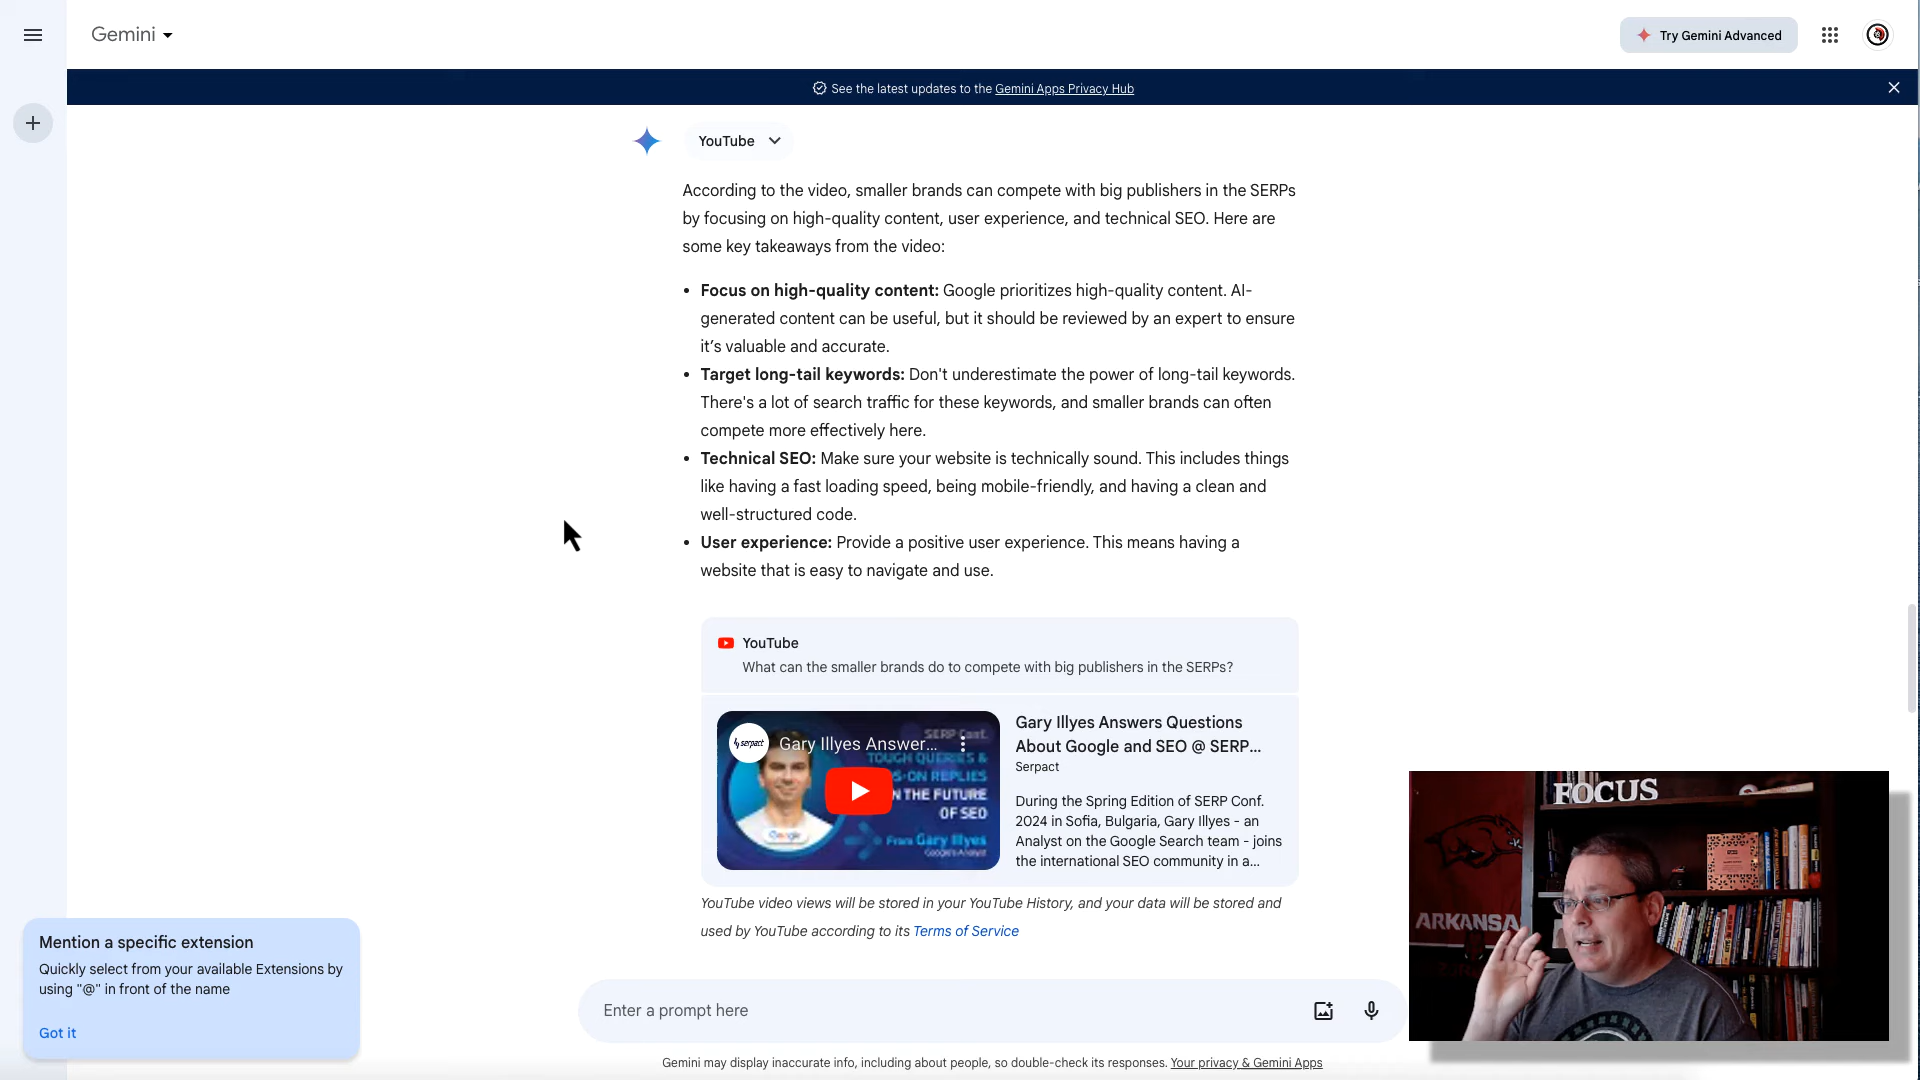 Gemini
Try Gemini Advanced
See the latest updates to the Gemini Apps Privacy Hub
YouTube
According to the video, smaller brands can compete with big publishers in the SERPs
by focusing on high-quality content, user experience, and technical SEO. Here are
some key takeaways from the video:
• Focus on high-quality content: Google prioritizes high-quality content. AI-
generated content can be useful, but it should be reviewed by an expert to ensure
it’s valuable and accurate.
• Target long-tail keywords: Don't underestimate the power of long-tail keywords.
There's a lot of search traffic for these keywords, and smaller brands can often
compete more effectively here.
• Technical SEO: Make sure your website is technically sound. This includes things
like having a fast loading speed, being mobile-friendly, and having a clean and
well-structured code.
• User experience: Provide a positive user experience. This means having a
website that is easy to navigate and use.
YouTube
What can the smaller brands do to compete with big publishers in the SERPs?
serpact
Gary Illyes Answer...
SERP Conf.
TOUGH QUERIES &
S-ON REPLIES
N THE FUTURE
OF SEO
From Gary Illyes
Google's Analyst
Google
Gary Illyes Answers Questions
About Google and SEO @ SERP...
Serpact
During the Spring Edition of SERP Conf.
2024 in Sofia, Bulgaria, Gary Illyes - an
Analyst on the Google Search team - joins
the international SEO community in a...
YouTube video views will be stored in your YouTube History, and your data will be stored and
used by YouTube according to its Terms of Service
Mention a specific extension
Quickly select from your available Extensions by
using "@" in front of the name
Got it
Enter a prompt here
Gemini may display inaccurate info, including about people, so double-check its responses. Your privacy & Gemini Apps
FOCUS
ARKANSA